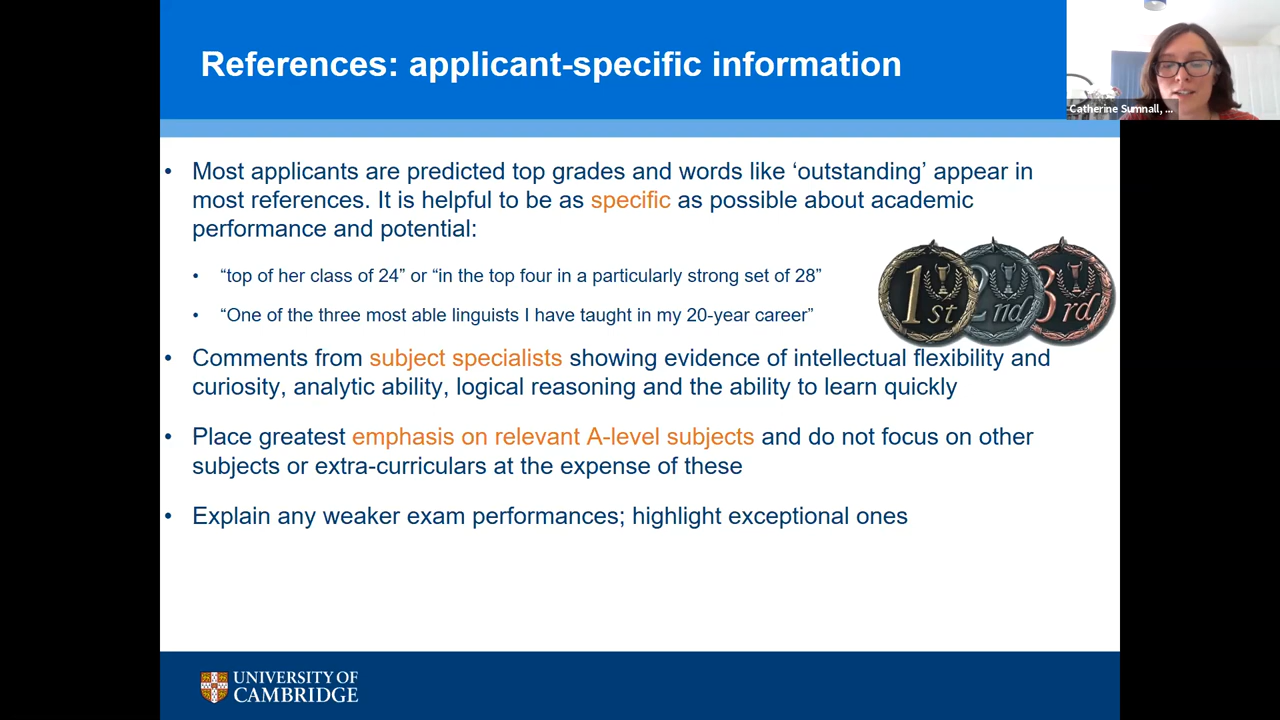 References: applicant-specific information
Catherine Sumnall, ...
• Most applicants are predicted top grades and words like ‘outstanding’ appear in
most references. It is helpful to be as specific as possible about academic
performance and potential:
• “top of her class of 24” or “in the top four in a particularly strong set of 28”
• “One of the three most able linguists I have taught in my 20-year career”
1st
2nd
3rd
• Comments from subject specialists showing evidence of intellectual flexibility and
curiosity, analytic ability, logical reasoning and the ability to learn quickly
• Place greatest emphasis on relevant A-level subjects and do not focus on other
subjects or extra-curriculars at the expense of these
• Explain any weaker exam performances; highlight exceptional ones
UNIVERSITY OF
CAMBRIDGE